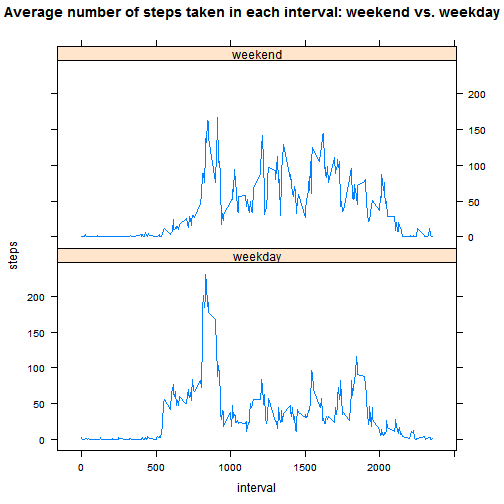 Average number of steps taken in each interval: weekend vs. weekday
weekend
200
150
100
50
0
weekday
200
150
100
50
0
steps
0 500 1000 1500 2000
interval